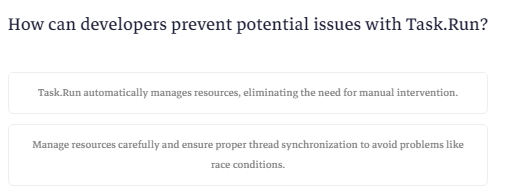 How can developers prevent potential issues with Task.Run?
Task.Run automatically manages resources, eliminating the need for manual intervention.
Manage resources carefully and ensure proper thread synchronization to avoid problems like
race conditions.